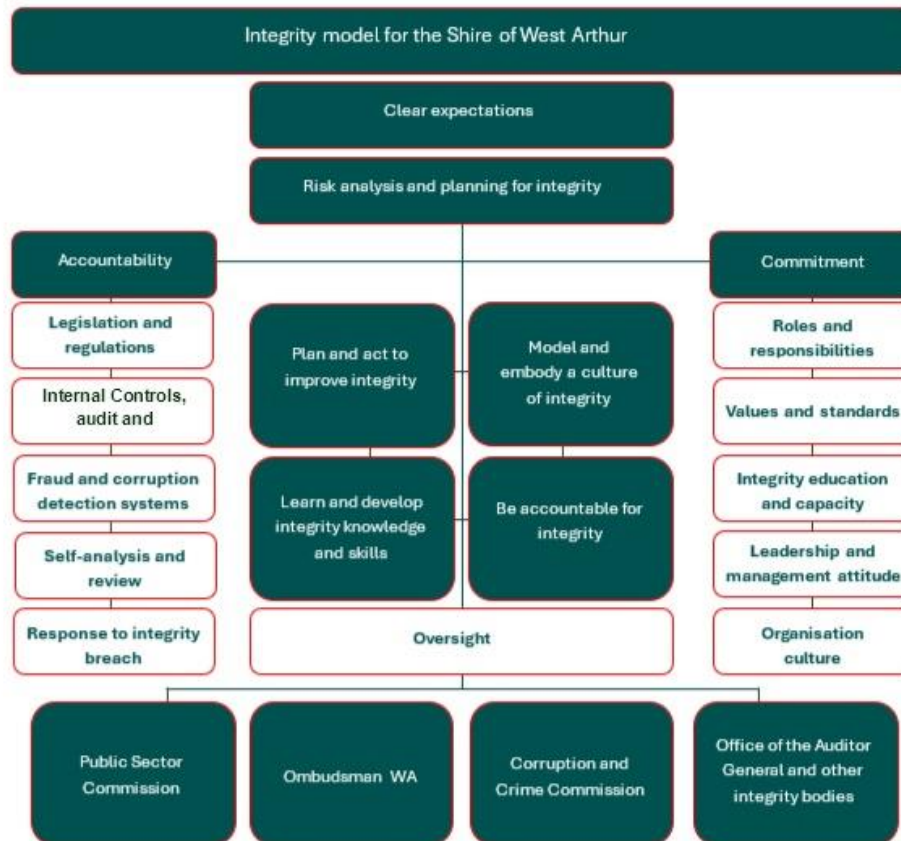 Integrity model for the Shire of West Arthur
Clear expectations
Risk analysis and planning for integrity
Accountability
Legislation and
regulations
Internal Controls,
audit and
Fraud and corruption
detection systems
Self-analysis and
review
Response to integrity
breach
Plan and act to
improve integrity
Model and
embody a culture
of integrity
Learn and develop
integrity knowledge
and skills
Be accountable for
integrity
Commitment
Roles and
responsibilities
Values and standards
Integrity education
and capacity
Leadership and
management attitude
Organisation
culture
Oversight
Public Sector
Commission
Ombudsman WA
Corruption and
Crime Commission
Office of the Auditor
General and other
integrity bodies